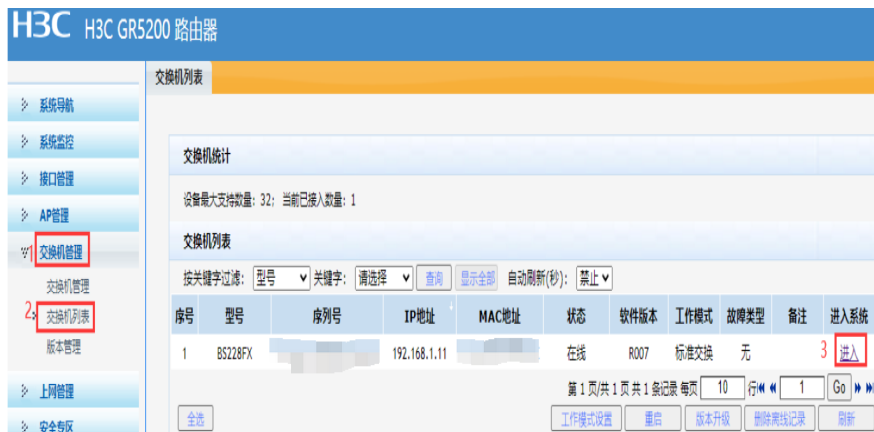 H3C H3C GR5200 路由器
交换机列表
系统导航
系统监控
接口管理
AP管理
1 交换机管理
交换机管理
2 交换机列表
版本管理
上网管理
安全专区
交换机统计
设备最大支持数量: 32; 当前已接入数量: 1
交换机列表
按关键字过滤: 型号 关键字: 请选择 查询 显示全部 自动刷新(秒): 禁止
序号 型号 序列号 IP地址 MAC地址 状态 软件版本 工作模式 故障类型 备注 进入系统
1 BS228FX 192.168.1.11 在线 R007 标准交换 无 3 进入
第 1 页/共 1 页 共 1 条记录 每页 10 行 1 Go
全选 工作模式设置 重启 版本升级 删除离线记录 刷新